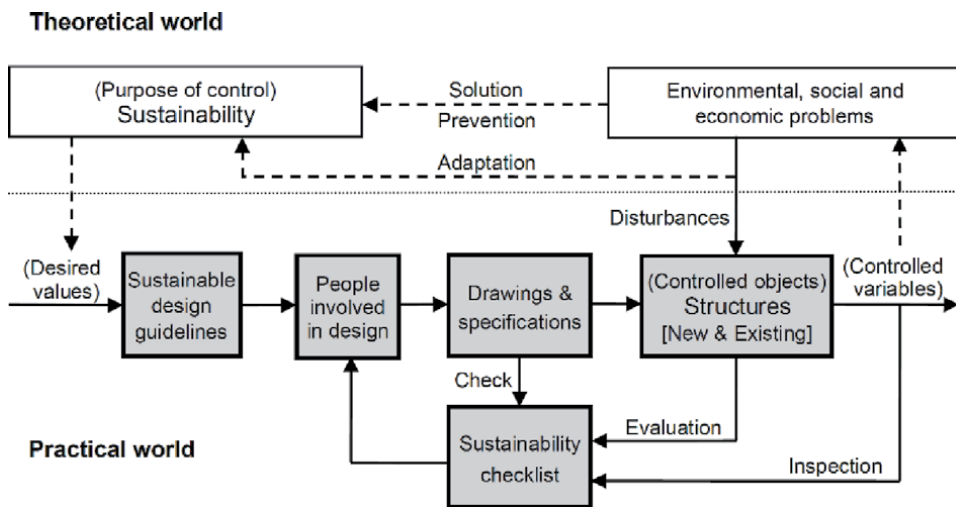 Theoretical world
(Purpose of control)
Sustainability
Solution
Prevention
Environmental, social and
economic problems
Adaptation
Disturbances
(Desired
values)
Sustainable
design
guidelines
People
involved
in design
Drawings &
specifications
(Controlled objects)
Structures
[New & Existing]
(Controlled
variables)
Check
Evaluation
Practical world
Sustainability
checklist
Inspection